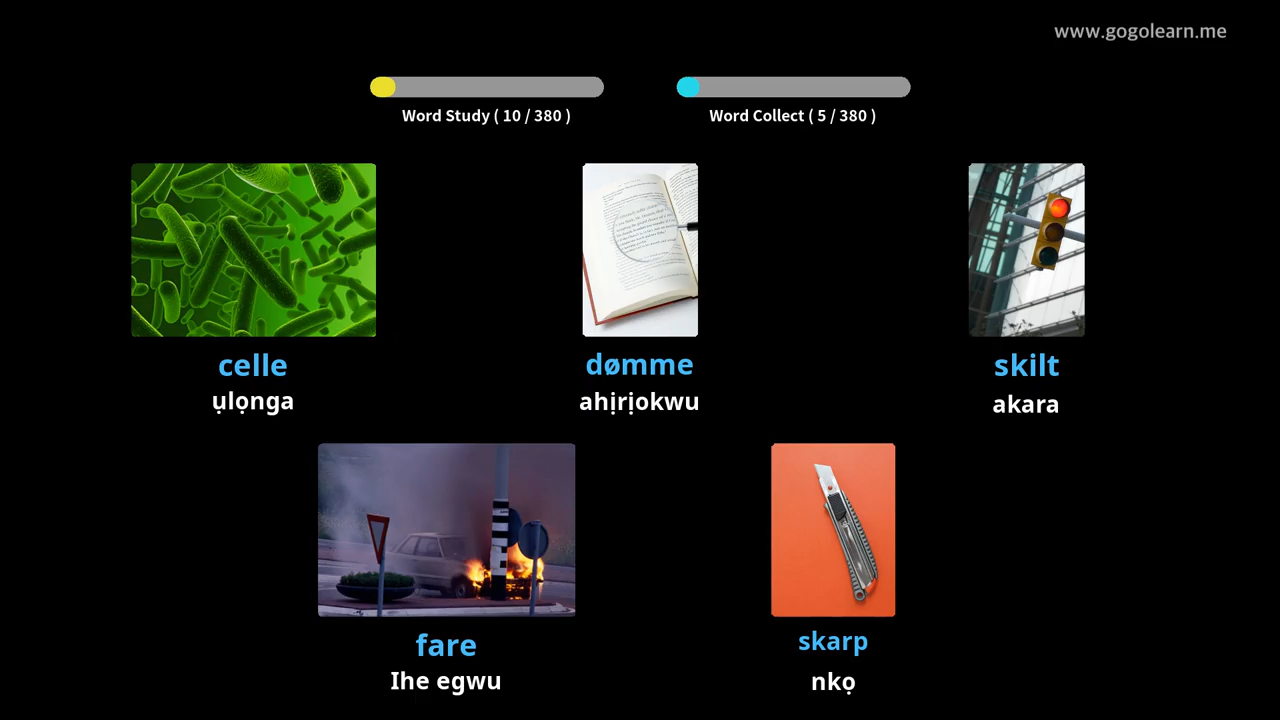 www.gogolearn.me
Word Study ( 10 / 380 )
Word Collect ( 5 / 380 )
celle
ụlọnga
dømme
ahịrịokwu
skilt
akara
fare
Ihe egwu
skarp
nkọ